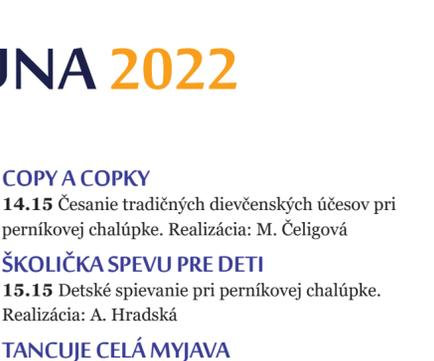 UNA 2022
COPY A COPKY
14.15 Česanie tradičných dievčenských účesov pri
perníkovej chalúpke. Realizácia: M. Čeligová
ŠKOLIČKA SPEVU PRE DETI
15.15 Detské spievanie pri perníkovej chalúpke.
Realizácia: A. Hradská
TANCUJE CELÁ MYJAVA